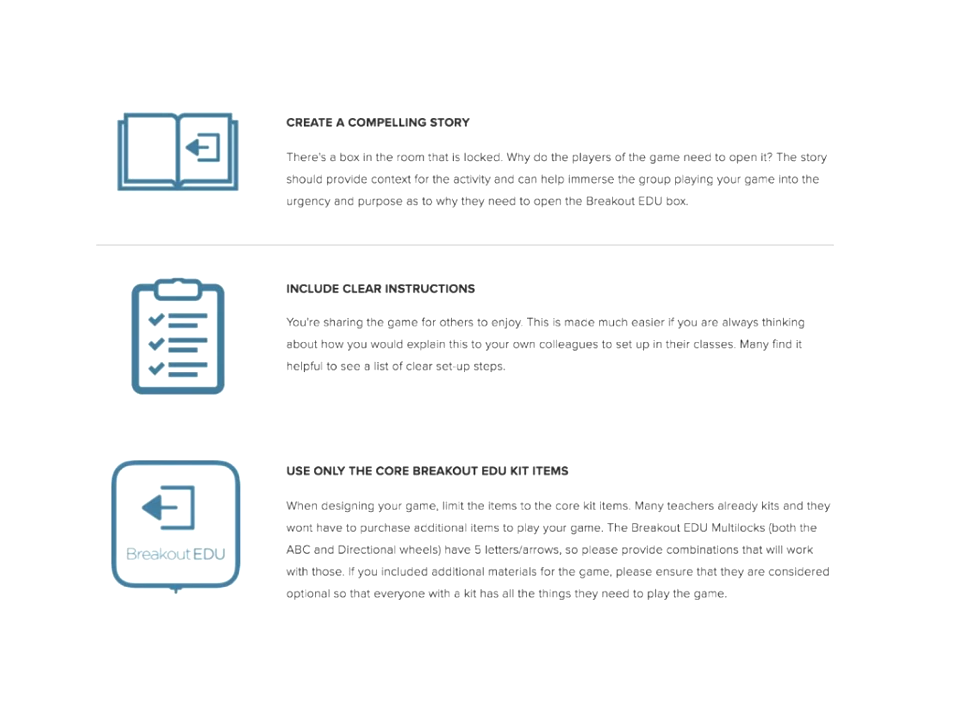 CREATE A COMPELLING STORY
There's a box in the room that is locked. Why do the players of the game need to open it? The story
should provide context for the activity and can help immerse the group playing your game into the
urgency and purpose as to why they need to open the Breakout EDU box.
INCLUDE CLEAR INSTRUCTIONS
You're sharing the game for others to enjoy. This is made much easier if you are always thinking
about how you would explain this to your own colleagues to set up in their classes. Many find it
helpful to see a list of clear set-up steps.
Breakout EDU
USE ONLY THE CORE BREAKOUT EDU KIT ITEMS
When designing your game, limit the items to the core kit items. Many teachers already kits and they
wont have to purchase additional items to play your game. The Breakout EDU Multilocks (both the
ABC and Directional wheels) have 5 letters/arrows, so please provide combinations that will work
with those. If you included additional materials for the game, please ensure that they are considered
optional so that everyone with a kit has all the things they need to play the game.